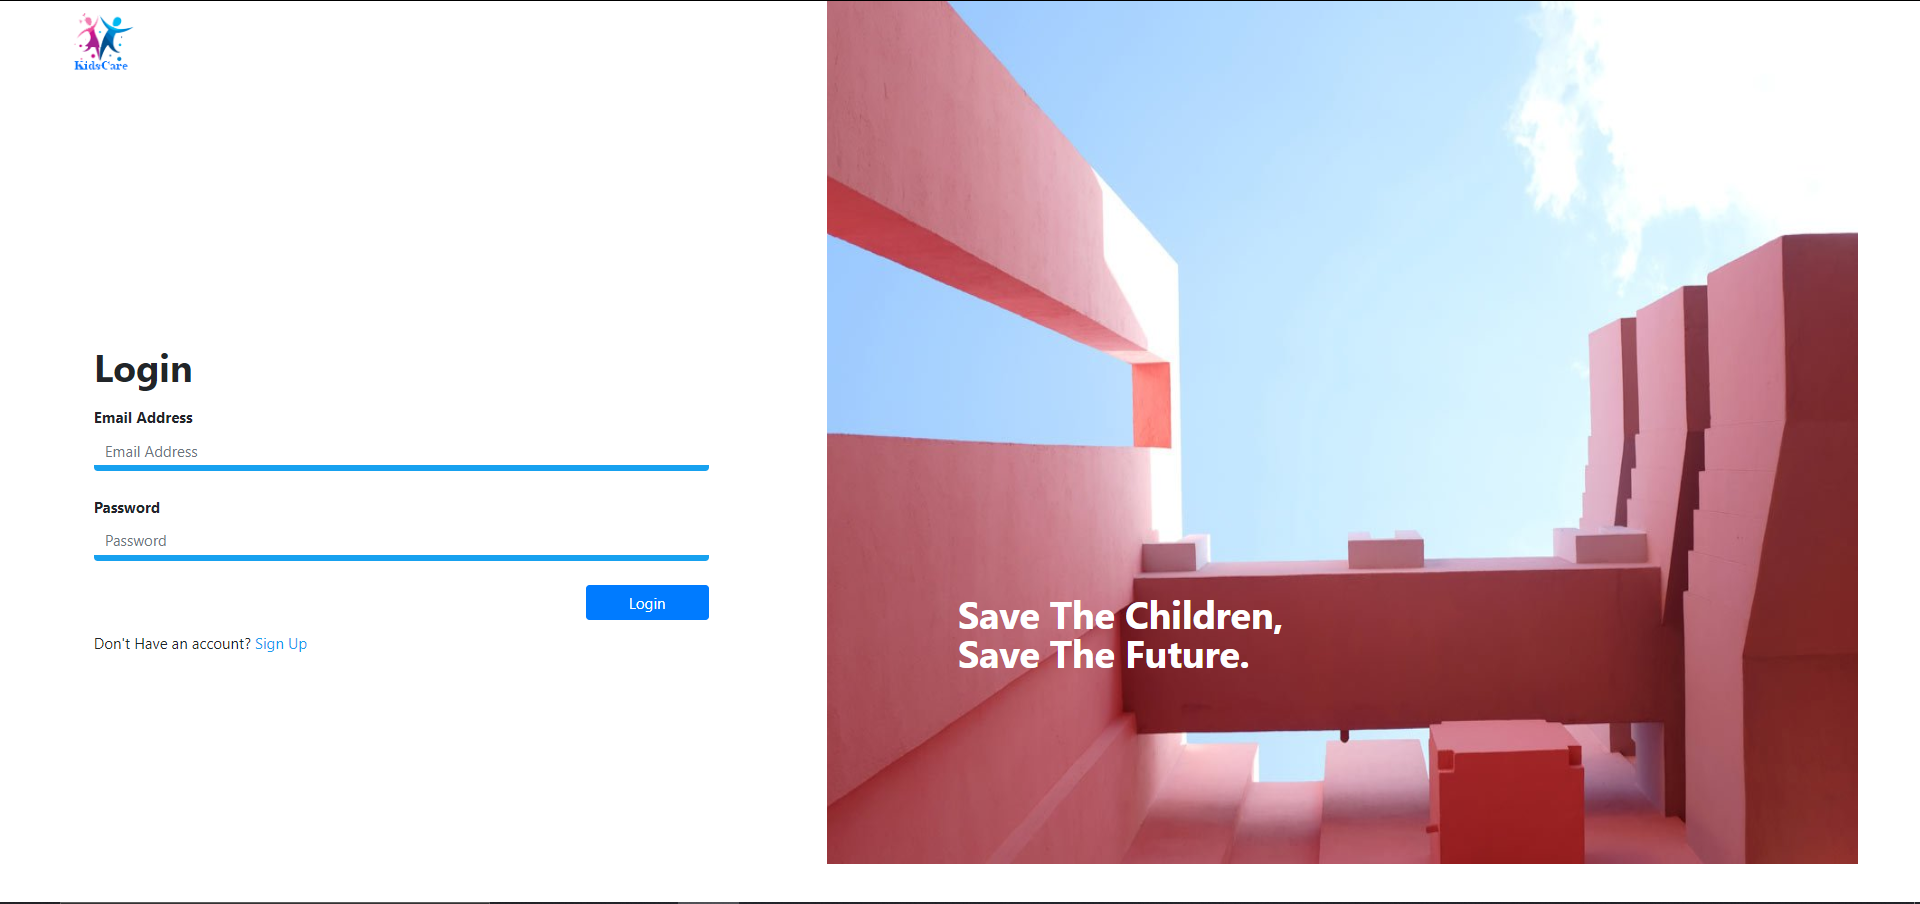 KidsCare
Login
Email Address
Email Address
Password
Password
Login
Don't Have an account? Sign Up
Save The Children,
Save The Future.